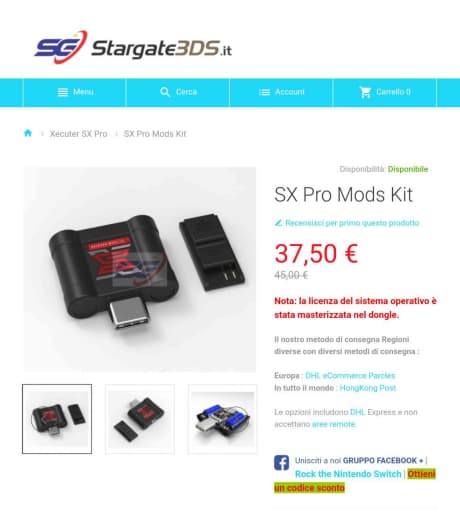 SG Stargate3DS.it
Menu
Cerca
Account
Carrello 0
Xecuter SX Pro > SX Pro Mods Kit
Disponibilità: Disponibile
SX Pro Mods Kit
Recensisci per primo questo prodotto
37,50 €
45,00 €
Nota: la licenza del sistema operativo è
stata masterizzata nel dongle.
Il nostro metodo di consegna Regioni
diverse con diversi metodi di consegna :
Europa : DHL eCommerce Parcles
In tutto il mondo : HongKong Post
Le opzioni includono DHL Express e non
accettano aree remote.
Unisciti a noi GRUPPO FACEBOOK + |
Rock the Nintendo Switch | Ottieni
un codice sconto